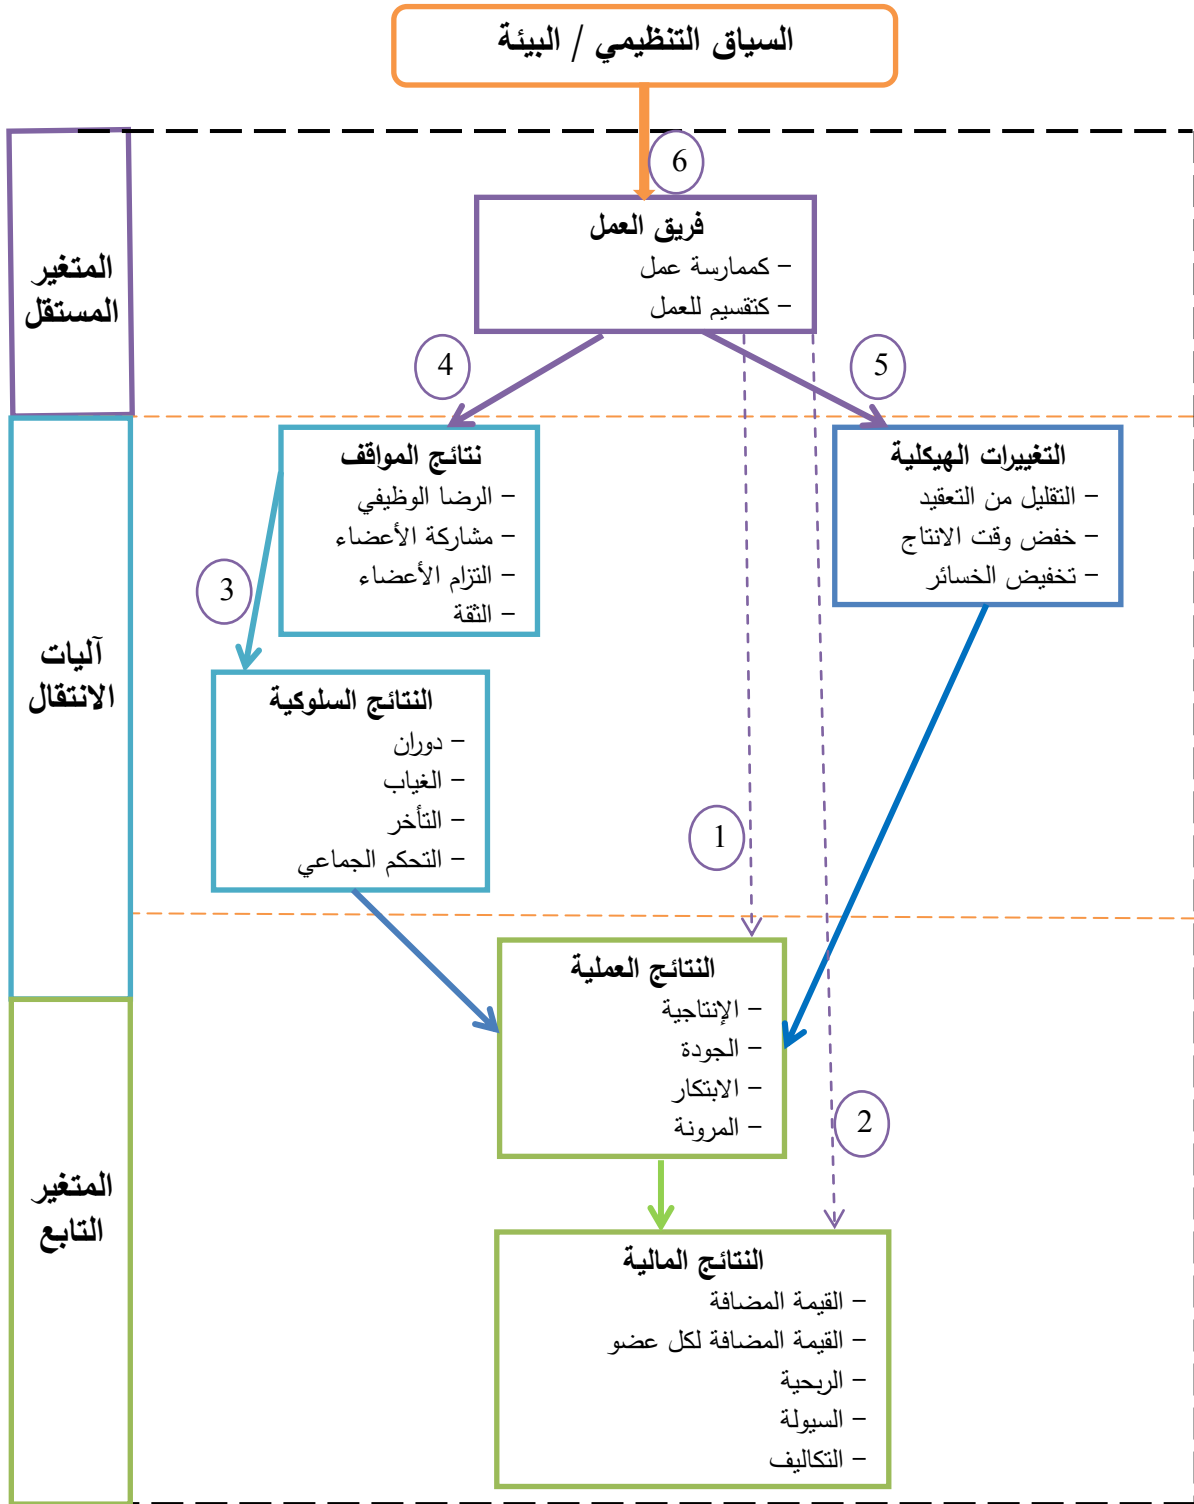 السياق التنظيمي / البيئة
6
المتغير
المستقل
فريق العمل
– كممارسة عمل
– كتقسيم للعمل
5
4
آليات
الانتقال
التغييرات الهيكلية
– التقليل من التعقيد
– خفض وقت الانتاج
– تخفيض الخسائر
نتائج المواقف
– الرضا الوظيفي
– مشاركة الأعضاء
– التزام الأعضاء
– الثقة
3
النتائج السلوكية
– دوران
– الغياب
– التأخر
– التحكم الجماعي
1
المتغير
التابع
النتائج العملية
– الإنتاجية
– الجودة
– الابتكار
– المرونة
2
النتائج المالية
– القيمة المضافة
– القيمة المضافة لكل عضو
– الربحية
– السيولة
– التكاليف